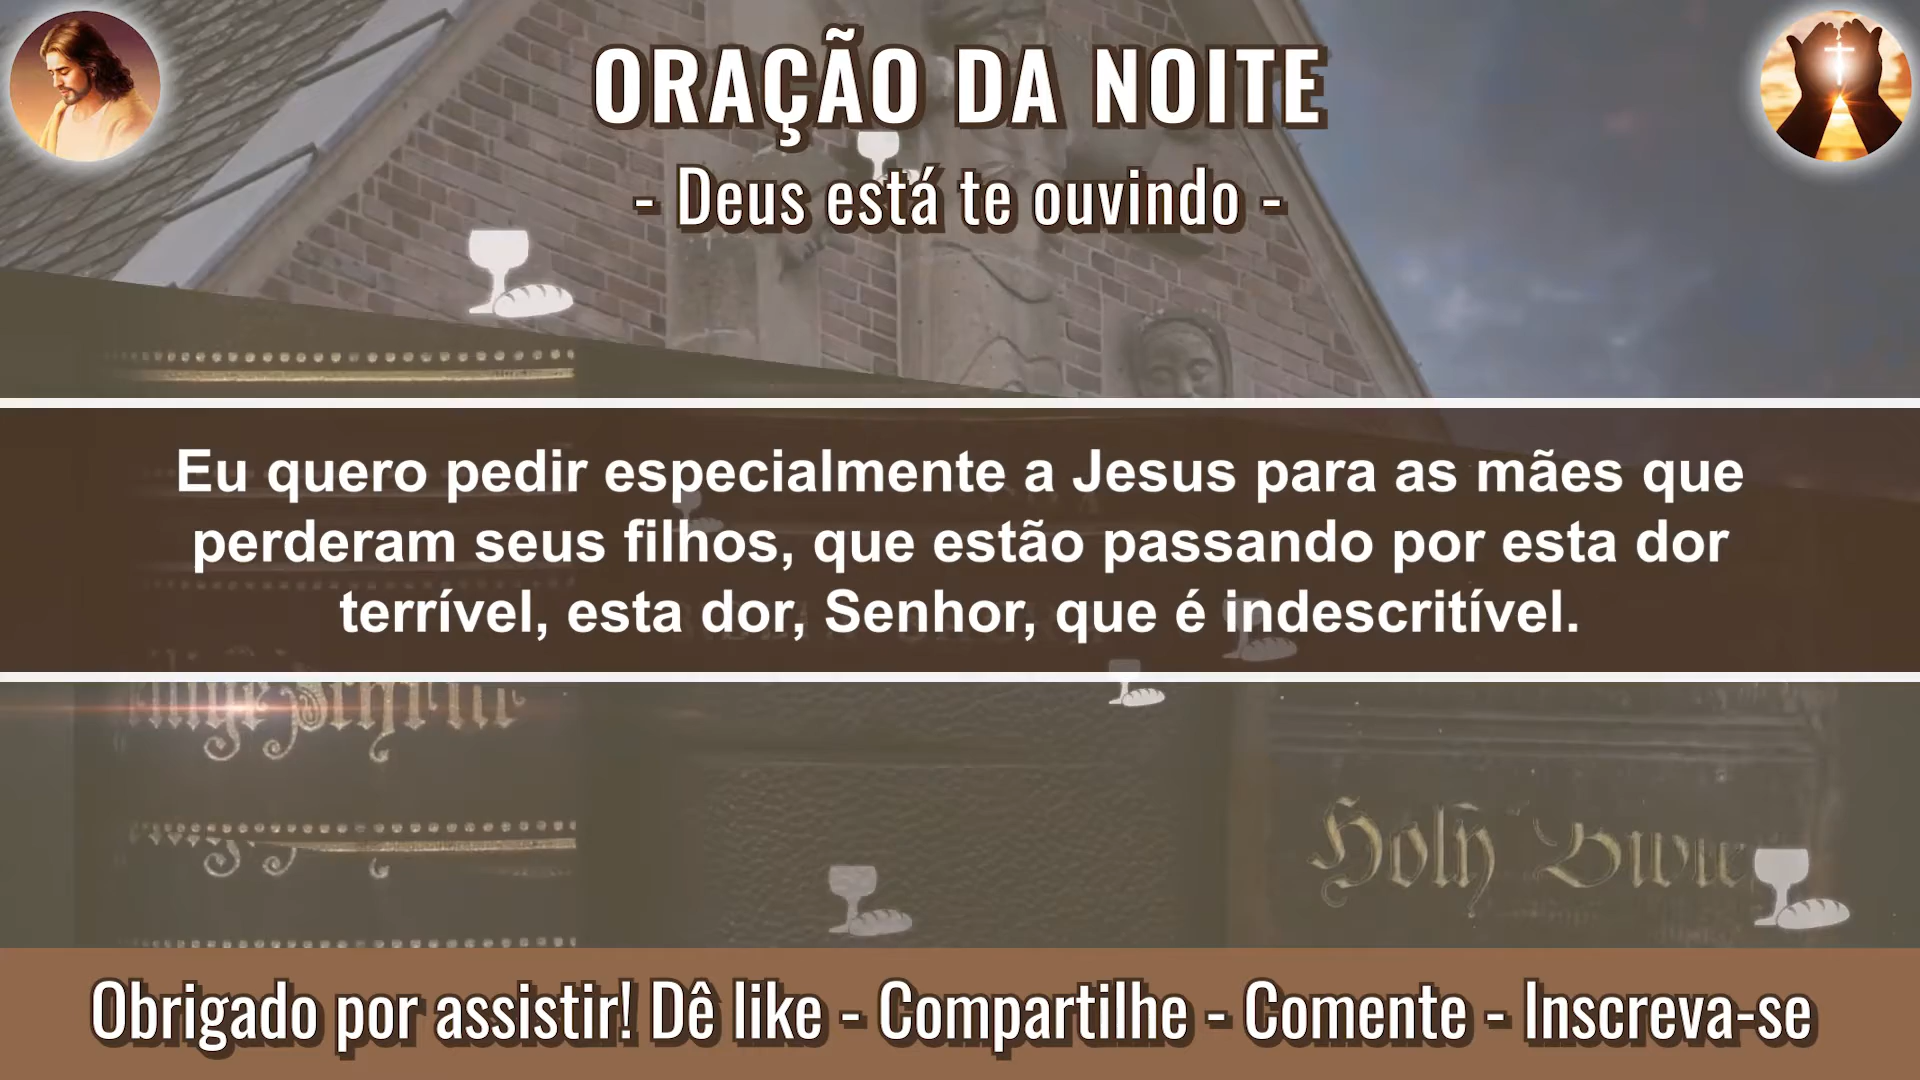 ORAÇÃO DA NOITE
- Deus está te ouvindo -
Eu quero pedir especialmente a Jesus para as mães que
perderam seus filhos, que estão passando por esta dor
terrível, esta dor, Senhor, que é indescritível.
Holy
Obrigado por assistir! Dê like - Compartilhe - Comente - Inscreva-se